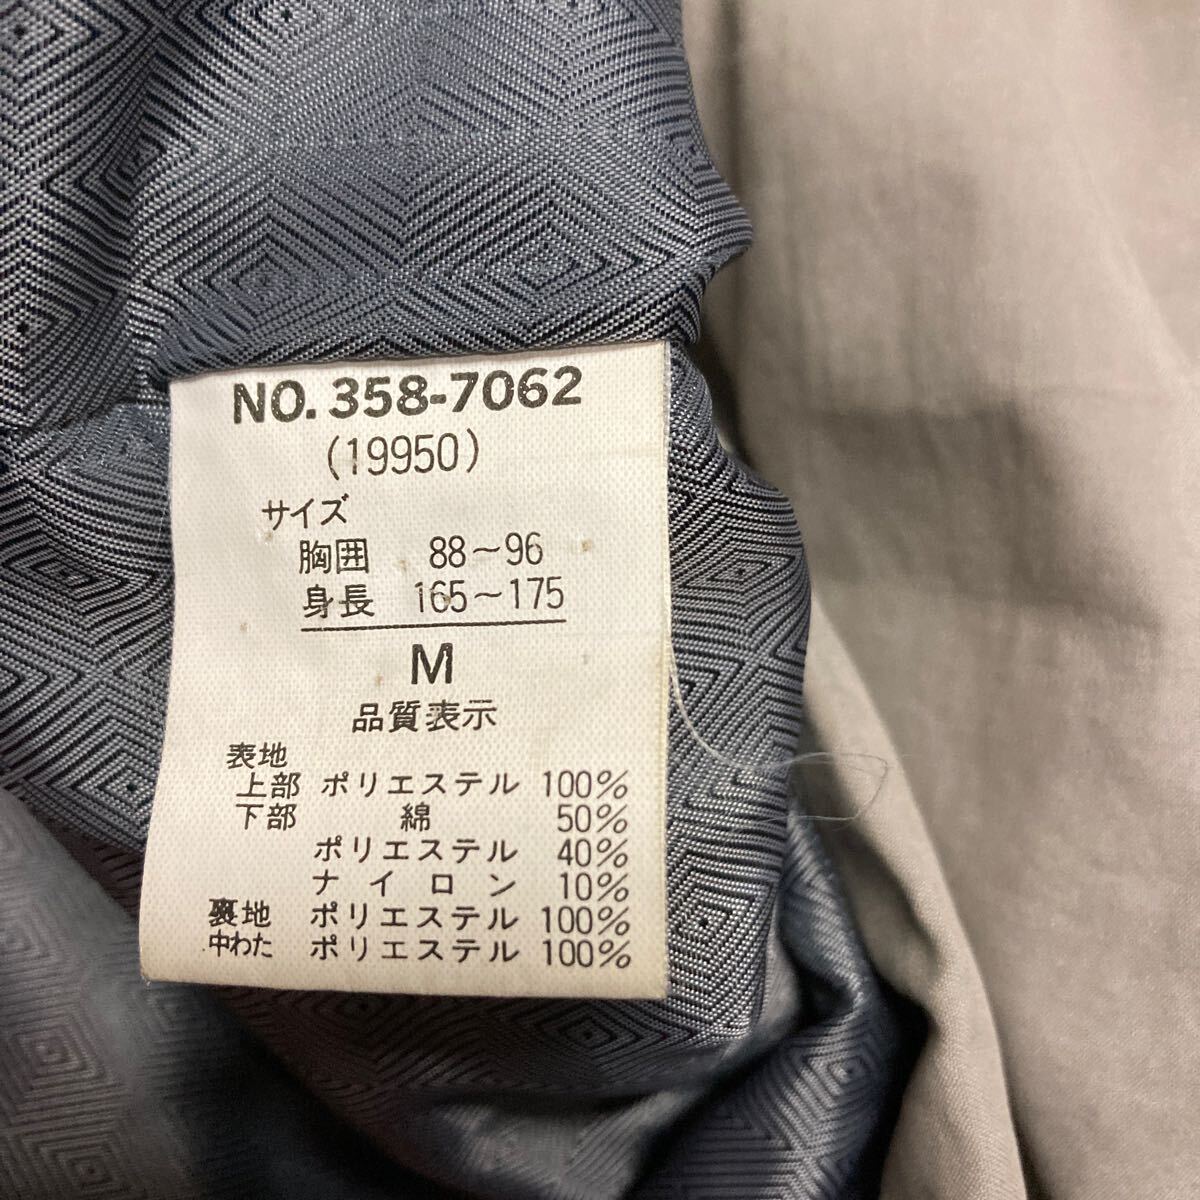 NO. 358-7062
(19950)
サイズ
胸囲 88～96
身長 165～175
M
品質表示
表地
上部 ポリエステル 100%
下部 綿 50%
ポリエステル 40%
ナイロン 10%
裏地 ポリエステル 100%
中わた ポリエステル 100%